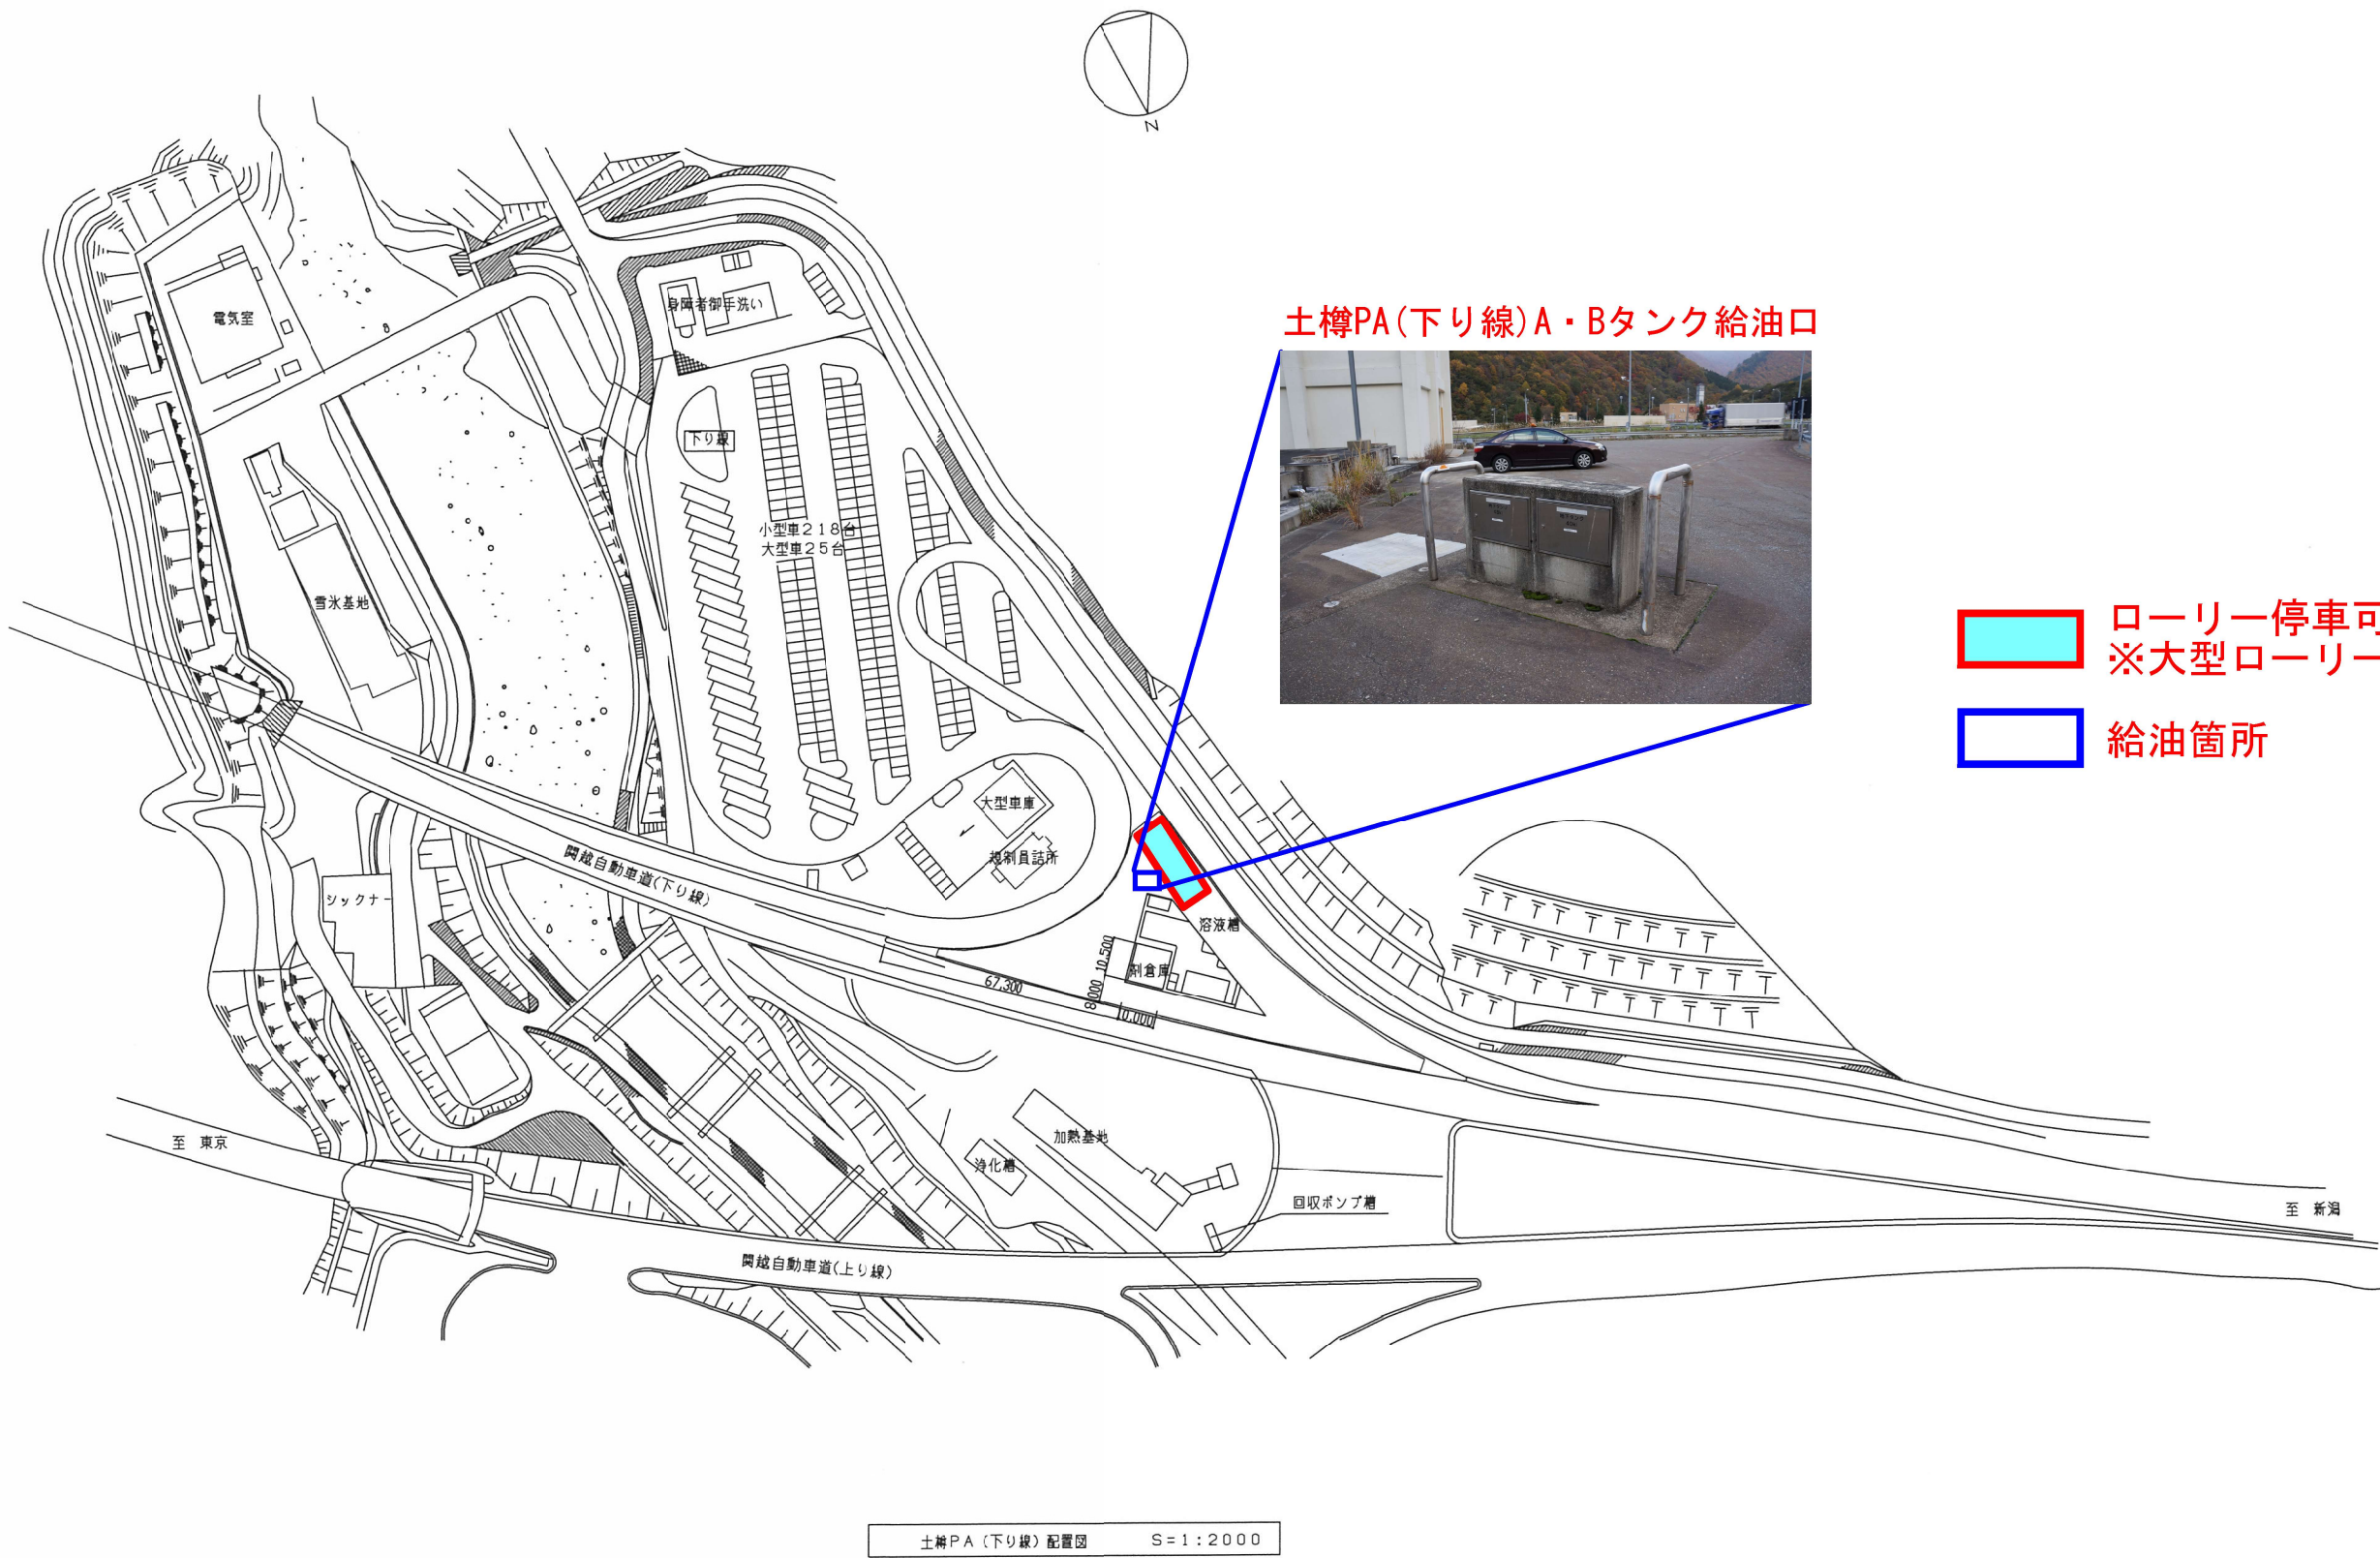 N
土樽PA(下り線)A・Bタンク給油口
電気室
身障者御手洗い
下り線
小型車218台
大型車25台
雪氷基地
ローリー停車可
※大型ローリー
給油箇所
大型車庫
規制員詰所
関越自動車道(下り線)
シックナー
溶液槽
剤倉庫
10,500
8,000
67,300
10,000
至 東京
加熱基地
浄化槽
回収ポンプ槽
至 新潟
関越自動車道(上り線)
土樽PA(下り線)配置図 S=1:2000